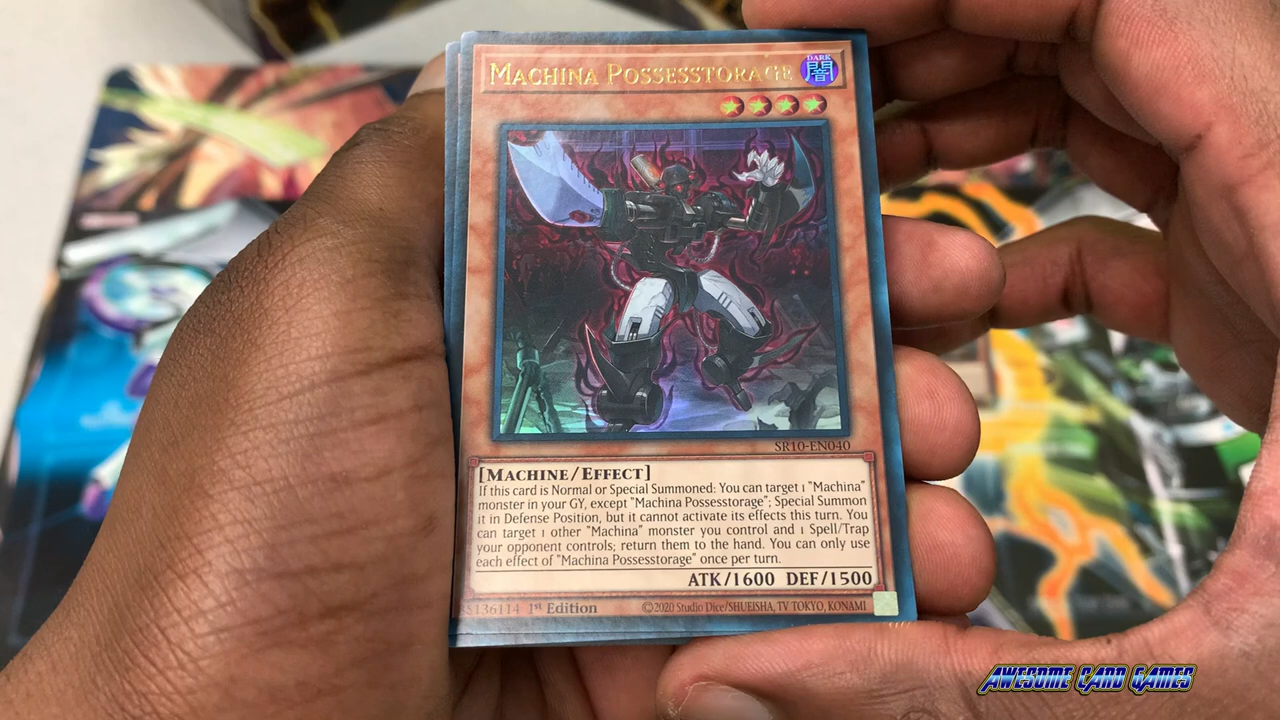 MACHINA POSSESSTORAGE
DARK
闇
SR10-EN040
[MACHINE/EFFECT]
If this card is Normal or Special Summoned: You can target 1 "Machina"
monster in your GY, except "Machina Possesstorage"; Special Summon
it in Defense Position, but it cannot activate its effects this turn. You
can target 1 other "Machina" monster you control and 1 Spell/Trap
your opponent controls; return them to the hand. You can only use
each effect of "Machina Possesstorage" once per turn.
ATK/1600 DEF/1500
S136114 1st Edition ©2020 Studio Dice/SHUEISHA, TV TOKYO, KONAMI
AWESOME CARD GAMES